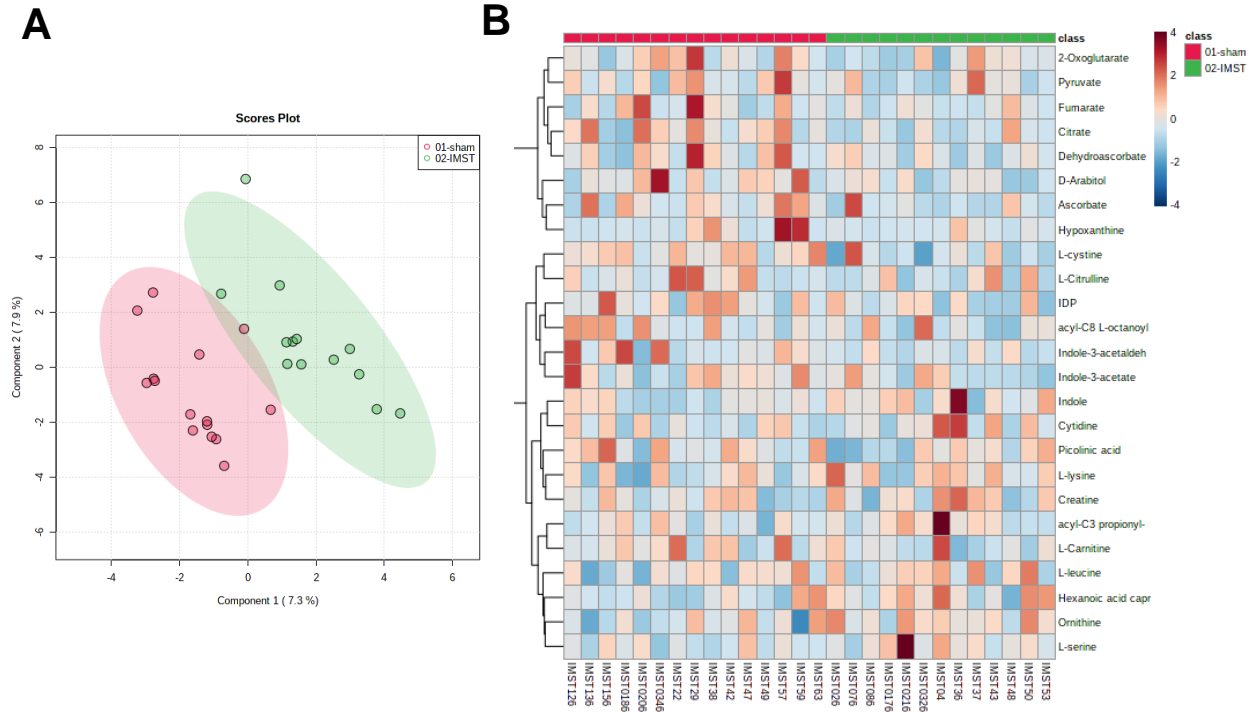 A
B
Scores Plot
01-sham
02-IMST
Component 2 ( 7.9 %)
8
6
4
2
0
-2
-4
-6
-4
-2
0
2
4
6
Component 1 ( 7.3 %)
class
2-Oxoglutarate
Pyruvate
Fumarate
Citrate
Dehydroascorbate
D-Arabitol
Ascorbate
Hypoxanthine
L-cystine
L-Citrulline
IDP
acyl-C8 L-octanoyl
Indole-3-acetaldeh
Indole-3-acetate
Indole
Cytidine
Picolinic acid
L-lysine
Creatine
acyl-C3 propionyl-
L-Carnitine
L-leucine
Hexanoic acid capr
Ornithine
L-serine
4
2
0
-2
-4
class
01-sham
02-IMST
IMST126
IMST136
IMST156
IMST0186
IMST0206
IMST0346
IMST22
IMST29
IMST38
IMST42
IMST47
IMST49
IMST57
IMST59
IMST63
IMST026
IMST076
IMST086
IMST0176
IMST0216
IMST0326
IMST04
IMST36
IMST37
IMST43
IMST48
IMST50
IMST53